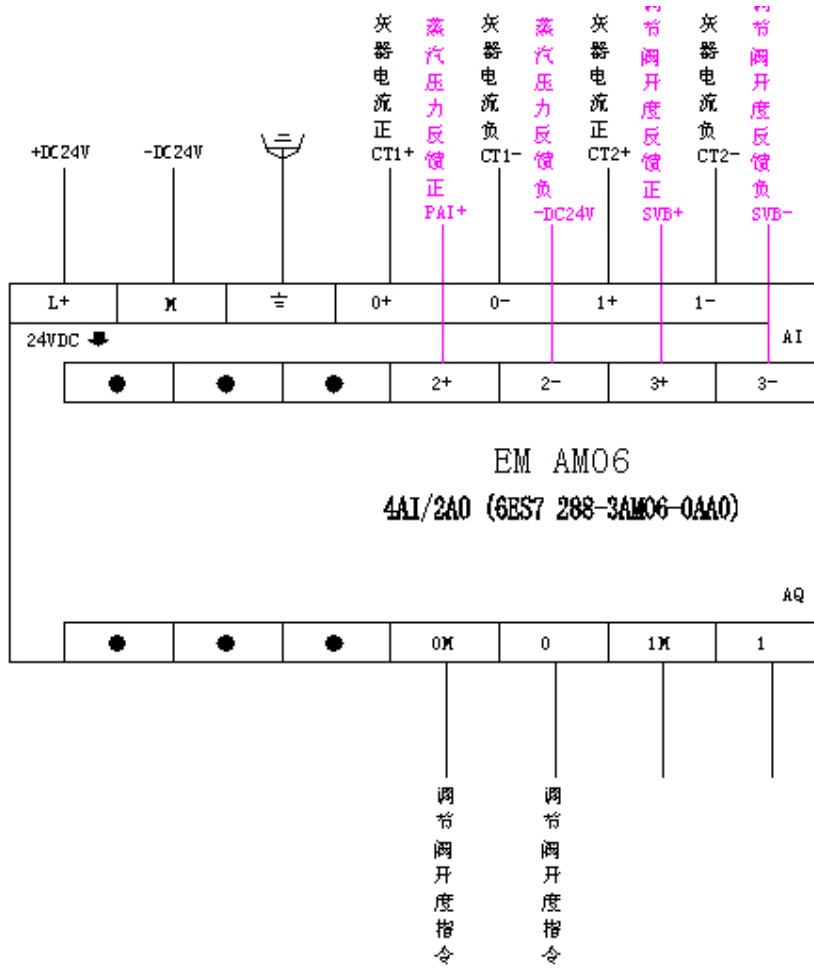 灰器电流正
CT1+
蒸汽压力反馈正
PAI+
灰器电流负
CT1-
蒸汽压力反馈负
-DC24V
灰器电流正
CT2+
节阀开度反馈正
SVB+
灰器电流负
CT2-
节阀开度反馈负
SVB-
+DC24V
-DC24V
L+ M 0+ 0- 1+ 1-
24VDC
AI
2+ 2- 3+ 3-
EM AM06
4AI/2AO (6ES7 288-3AM06-0AA0)
AQ
0M 0 1M 1
调节阀开度指令
调节阀开度指令